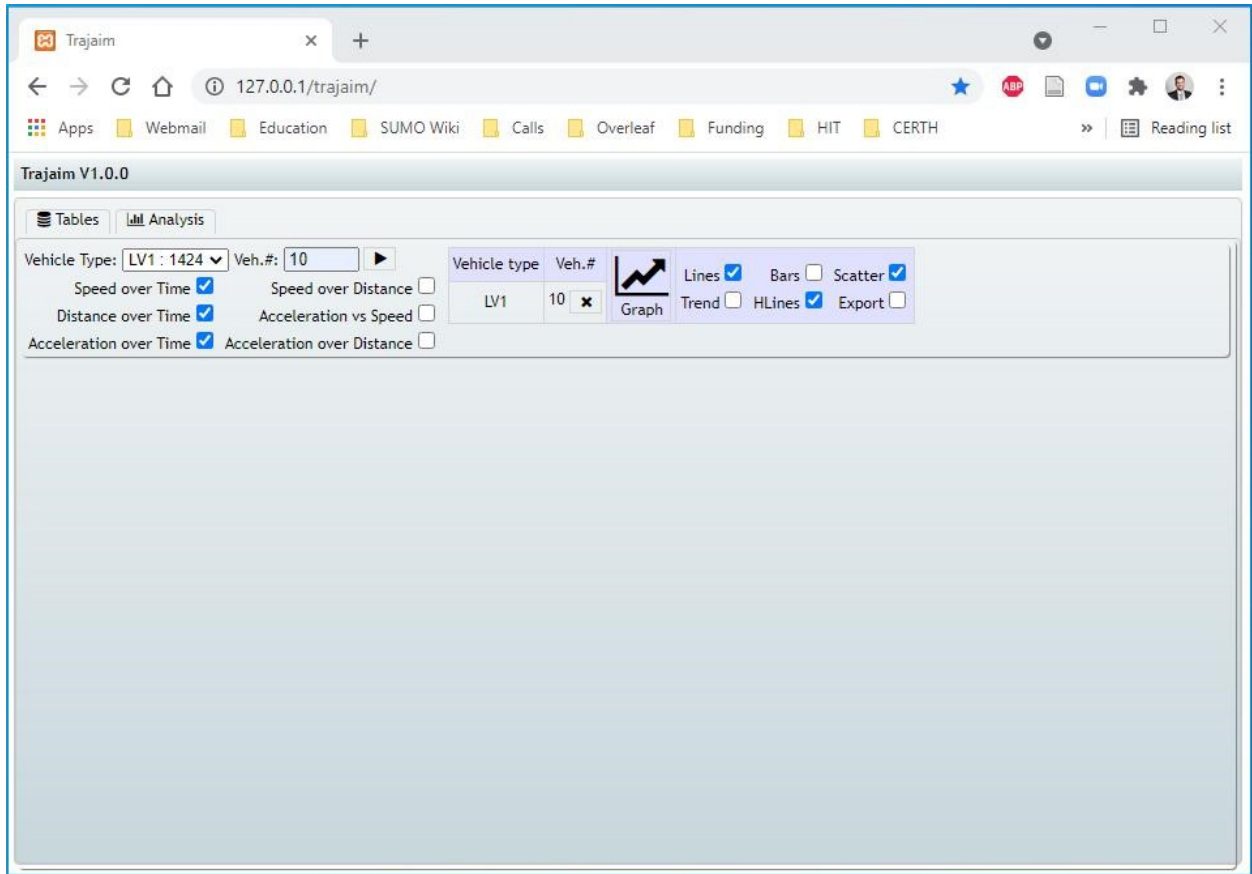 Trajaim
127.0.0.1/trajaim/
ABP
Apps Webmail Education SUMO Wiki Calls Overleaf Funding HIT CERTH » Reading list
Trajaim V1.0.0
Tables Analysis
Vehicle Type: LV1 : 1424 Veh.#: 10
Speed over Time Speed over Distance
Distance over Time Acceleration vs Speed
Acceleration over Time Acceleration over Distance
Vehicle type Veh.#
LV1 10
Graph
Lines Bars Scatter
Trend HLines Export